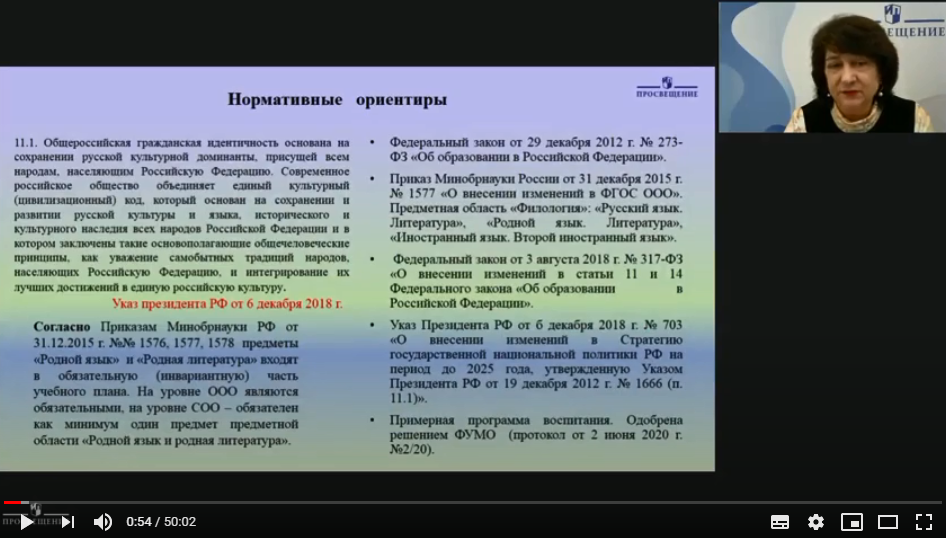 ЕЩЕНИЕ
Нормативные ориентиры
ПРОСВЕЩЕНИЕ
11.1. Общероссийская гражданская идентичность основана на
сохранении русской культурной доминанты, присущей всем
народам, населяющим Российскую Федерацию. Современное
российское общество объединяет единый культурный
(цивилизационный) код, который основан на сохранении и
развитии русской культуры и языка, исторического и
культурного наследия всех народов Российской Федерации и в
котором заключены такие основополагающие общечеловеческие
принципы, как уважение самобытных традиций народов,
населяющих Российскую Федерацию, и интегрирование их
лучших достижений в единую российскую культуру.
Указ президента РФ от 6 декабря 2018 г.
Согласно Приказам Минобрнауки РФ от
31.12.2015 г. №№ 1576, 1577, 1578 предметы
«Родной язык» и «Родная литература» входят
в обязательную (инвариантную) часть
учебного плана. На уровне ООО являются
обязательными, на уровне СОО – обязателен
как минимум один предмет предметной
области «Родной язык и родная литература».
• Федеральный закон от 29 декабря 2012 г. № 273-
ФЗ «Об образовании в Российской Федерации».
• Приказ Минобрнауки России от 31 декабря 2015 г.
№ 1577 «О внесении изменений в ФГОС ООО».
Предметная область «Филология»: «Русский язык.
Литература», «Родной язык. Литература»,
«Иностранный язык. Второй иностранный язык».
• Федеральный закон от 3 августа 2018 г. № 317-ФЗ
«О внесении изменений в статьи 11 и 14
Федерального закона «Об образовании в
Российской Федерации».
• Указ Президента РФ от 6 декабря 2018 г. № 703
«О внесении изменений в Стратегию
государственной национальной политики РФ на
период до 2025 года, утвержденную Указом
Президента РФ от 19 декабря 2012 г. № 1666 (п.
11.1)».
• Примерная программа воспитания. Одобрена
решением ФУМО (протокол от 2 июня 2020 г.
№2/20).
0:54 / 50:02